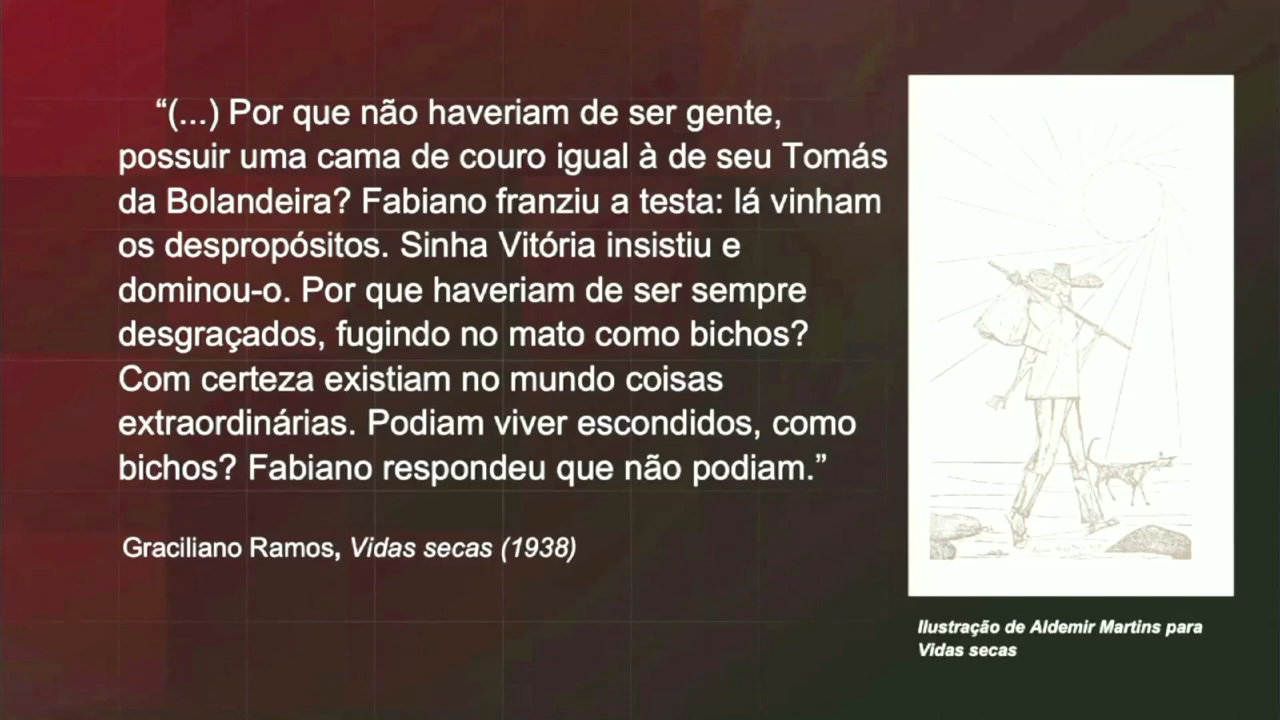 “(...) Por que não haveriam de ser gente,
possuir uma cama de couro igual à de seu Tomás
da Bolandeira? Fabiano franziu a testa: lá vinham
os despropósitos. Sinha Vitória insistiu e
dominou-o. Por que haveriam de ser sempre
desgraçados, fugindo no mato como bichos?
Com certeza existiam no mundo coisas
extraordinárias. Podiam viver escondidos, como
bichos? Fabiano respondeu que não podiam.”
Graciliano Ramos, Vidas secas (1938)
Ilustração de Aldemir Martins para
Vidas secas